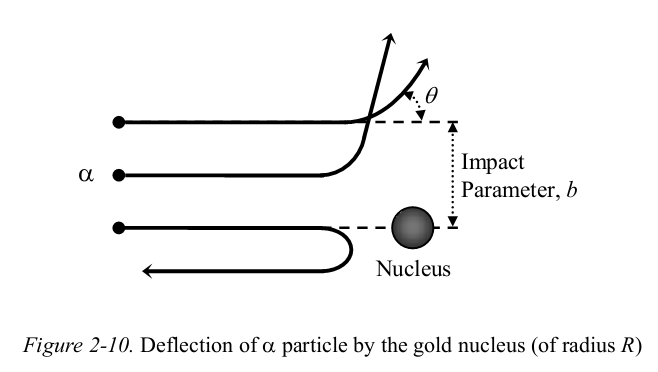 θ
α
Impact
Parameter, b
Nucleus
Figure 2-10. Deflection of α particle by the gold nucleus (of radius R)